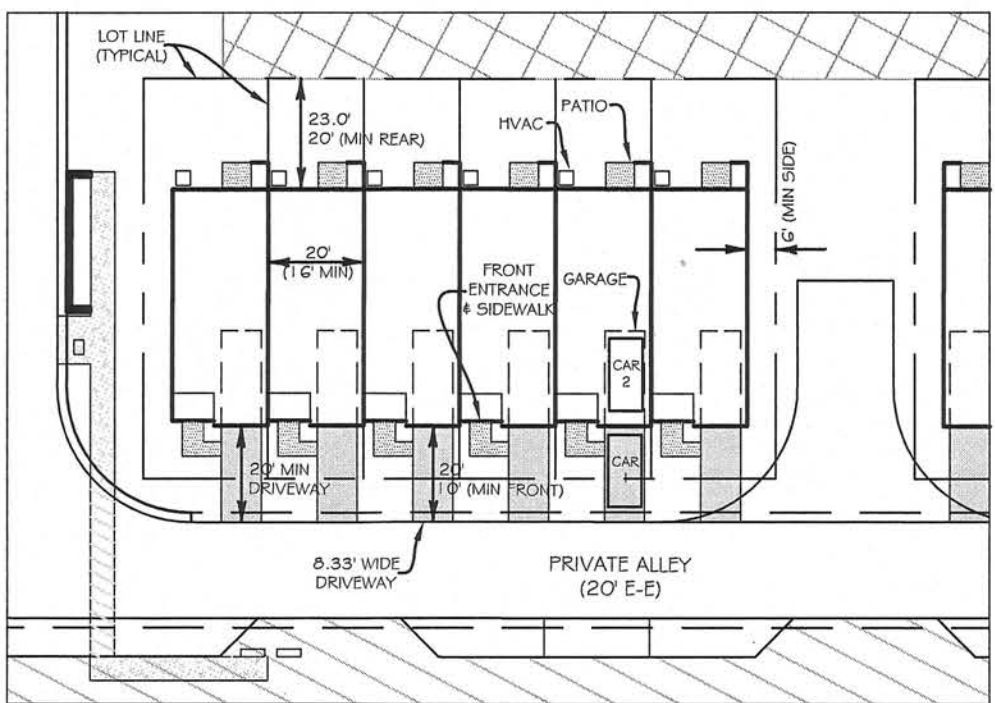 LOT LINE
(TYPICAL)
23.0'
20' (MIN REAR)
HVAC
PATIO
6' (MIN SIDE)
20'
(16' MIN)
FRONT
ENTRANCE
& SIDEWALK
GARAGE
CAR
2
CAR
20' MIN
DRIVEWAY
20'
10' (MIN FRONT)
8.33' WIDE
DRIVEWAY
PRIVATE ALLEY
(20' E-E)